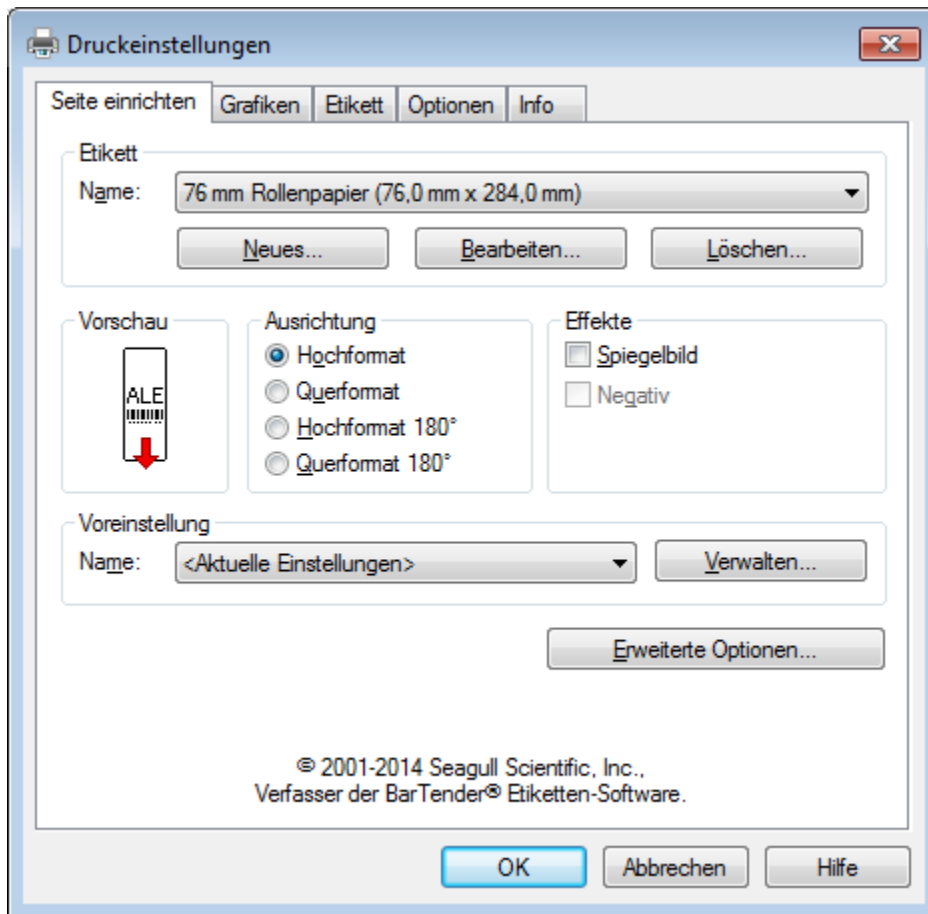 Druckeinstellungen
Seite einrichten Grafiken Etikett Optionen Info
Etikett
Name: 76 mm Rollenpapier (76,0 mm x 284,0 mm)
Neues... Bearbeiten... Löschen...
Vorschau Ausrichtung Effekte
Hochformat Spiegelbild
ALE Querformat Negativ
Hochformat 180°
Querformat 180°
Voreinstellung
Name: <Aktuelle Einstellungen> Verwalten...
Erweiterte Optionen...
© 2001-2014 Seagull Scientific, Inc.,
Verfasser der BarTender® Etiketten-Software.
OK Abbrechen Hilfe